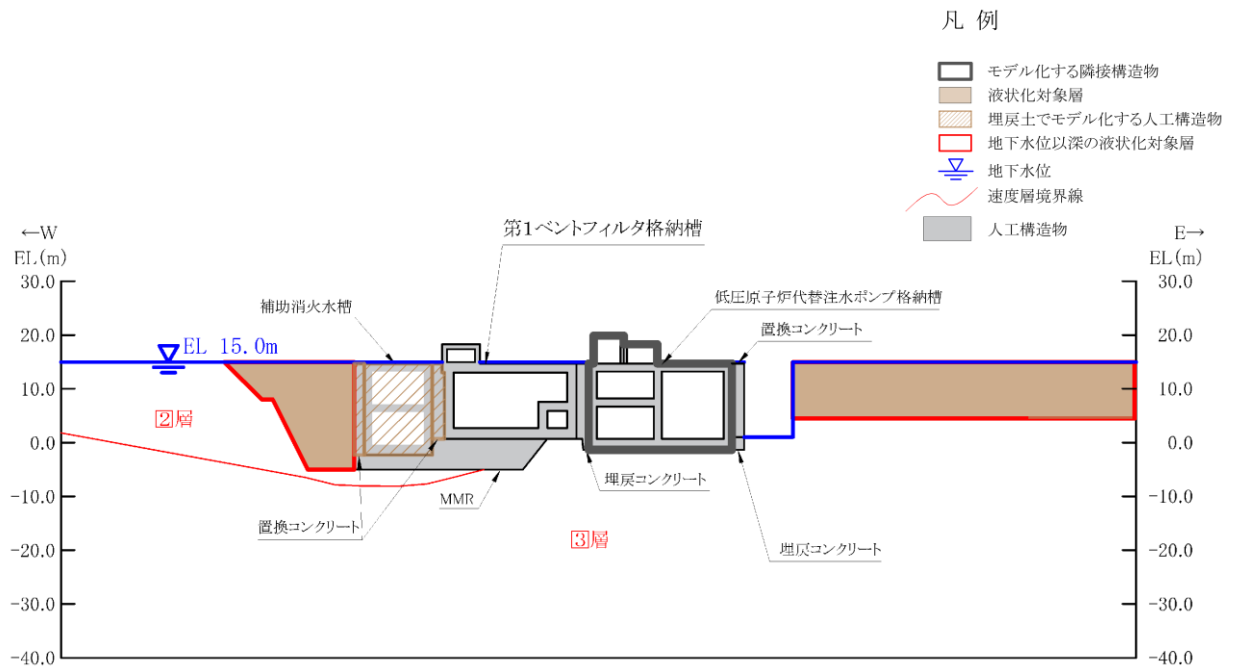 凡 例
モデル化する隣接構造物
液状化対象層
埋戻土でモデル化する人工構造物
地下水位以深の液状化対象層
地下水位
速度層境界線
人工構造物
←W
EL(m)
E→
EL(m)
第1ベントフィルタ格納槽
補助消火水槽
低圧原子炉代替注水ポンプ格納槽
置換コンクリート
EL 15.0m
②層
③層
埋戻コンクリート
MMR
置換コンクリート
埋戻コンクリート
30.0
20.0
10.0
0.0
-10.0
-20.0
-30.0
-40.0
30.0
20.0
10.0
0.0
-10.0
-20.0
-30.0
-40.0